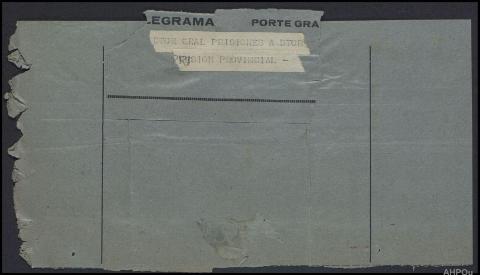 LEGRAMA PORTE GRA
DTOR GRAL PRISIONES A DTOR
PRISION PROVINCIAL -
AHPOu